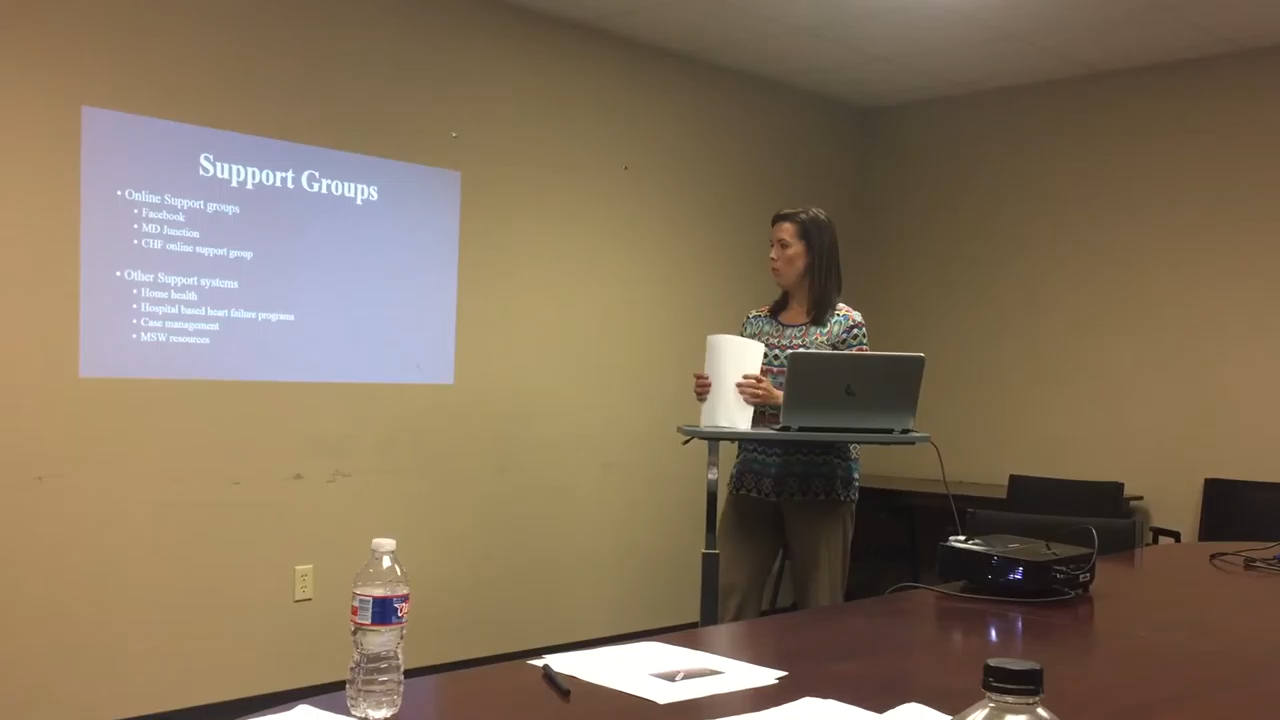 Support Groups
• Online Support groups
• Facebook
• MD Junction
• CHF online support group
• Other Support systems
• Home health
• Hospital based heart failure programs
• Case management
• MSW resources